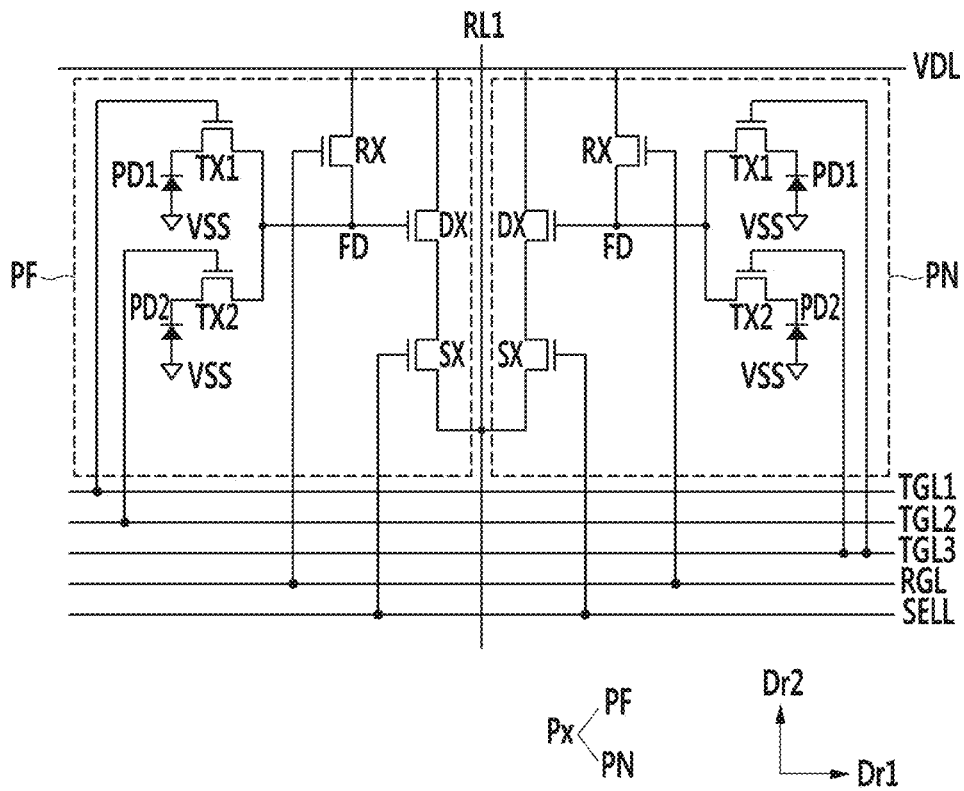 RL1
VDL
RX RX
PD1 TX1 TX1 PD1
VSS DX DX VSS
FD FD
PF PN
PD2 TX2 TX2 PD2
SX SX
VSS VSS
TGL1
TGL2
TGL3
RGL
SELL
Dr2
PF
Px
PN
Dr1